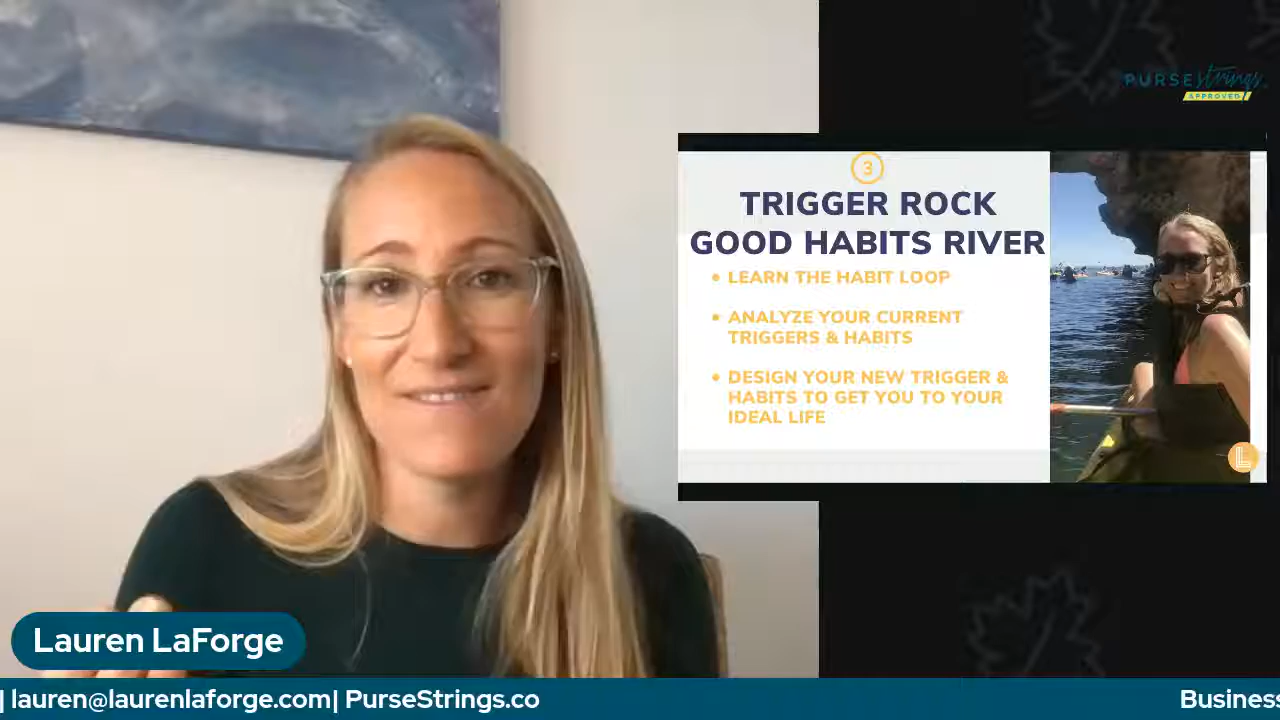 PURSEstrings
APPROVED
3
TRIGGER ROCK
GOOD HABITS RIVER
• LEARN THE HABIT LOOP
• ANALYZE YOUR CURRENT
TRIGGERS & HABITS
• DESIGN YOUR NEW TRIGGER &
HABITS TO GET YOU TO YOUR
IDEAL LIFE
L
Lauren LaForge
| lauren@laurenlaforge.com| PurseStrings.co
Business